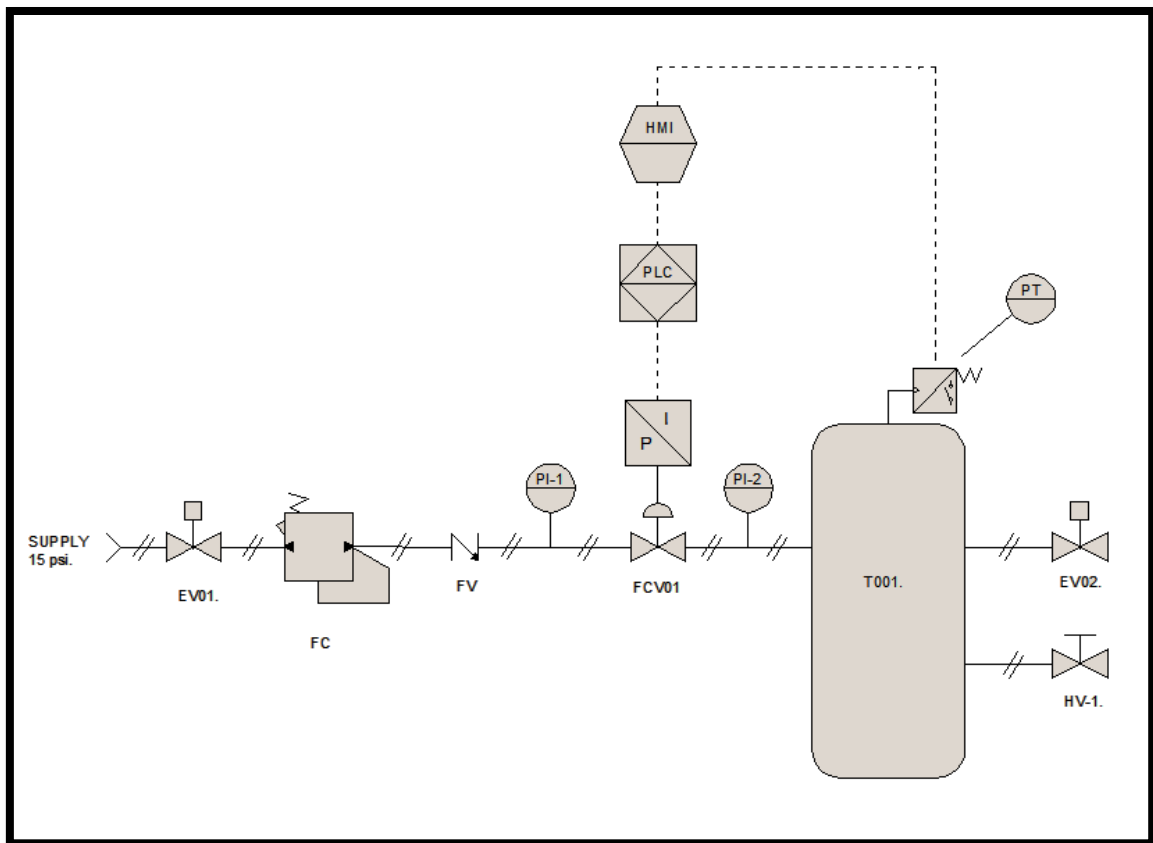 HMI
PLC
PT
I
P
PI-1
PI-2
SUPPLY
15 psi.
EV01.
FC
FV
FCV01
T001.
EV02.
HV-1.